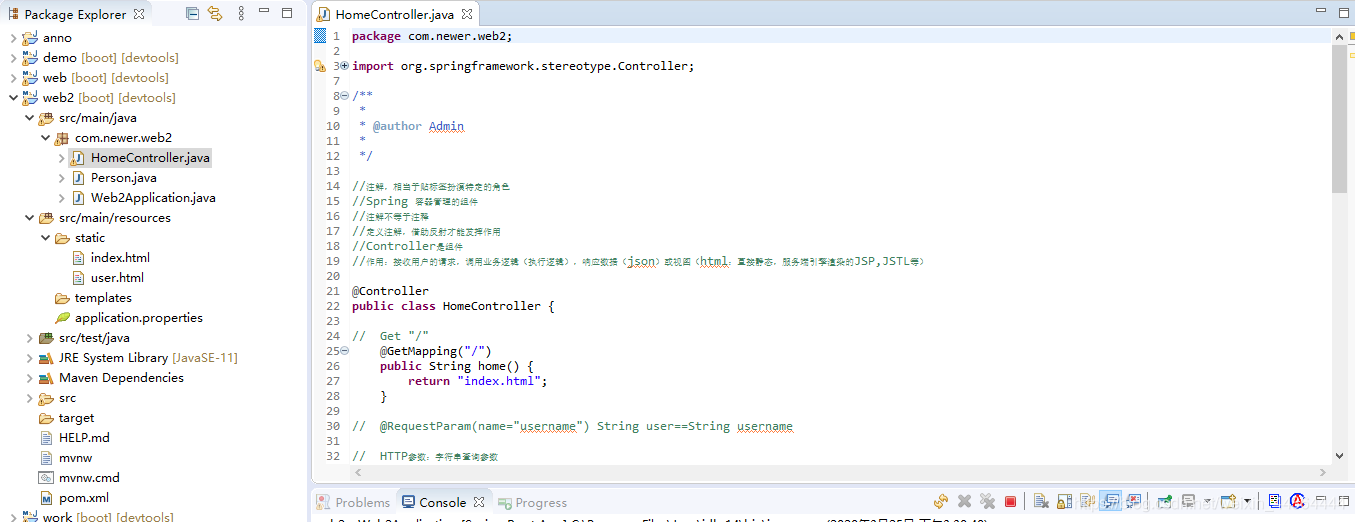 Package Explorer
anno
demo [boot] [devtools]
web [boot] [devtools]
web2 [boot] [devtools]
src/main/java
com.newer.web2
HomeController.java
Person.java
Web2Application.java
src/main/resources
static
index.html
user.html
templates
application.properties
src/test/java
JRE System Library [JavaSE-11]
Maven Dependencies
src
target
HELP.md
mvnw
mvnw.cmd
pom.xml
work [boot] [devtools]
HomeController.java
1 package com.newer.web2;
2
3 import org.springframework.stereotype.Controller;
7
8 /**
9 *
10 * @author Admin
11 *
12 */
13
14 //注解，相当于贴标签扮演特定的角色
15 //Spring 容器管理的组件
16 //注解不等于注释
17 //定义注解，借助反射才能发挥作用
18 //Controller是组件
19 //作用：接收用户的请求，调用业务逻辑（执行逻辑），响应数据（json）或视图（html：直接静态，服务端引擎渲染的JSP,JSTL等）
20
21 @Controller
22 public class HomeController {
23
24 // Get "/"
25 @GetMapping("/")
26 public String home() {
27 return "index.html";
28 }
29
30 // @RequestParam(name="username") String user==String username
31
32 // HTTP参数：字符串查询参数
Problems Console Progress